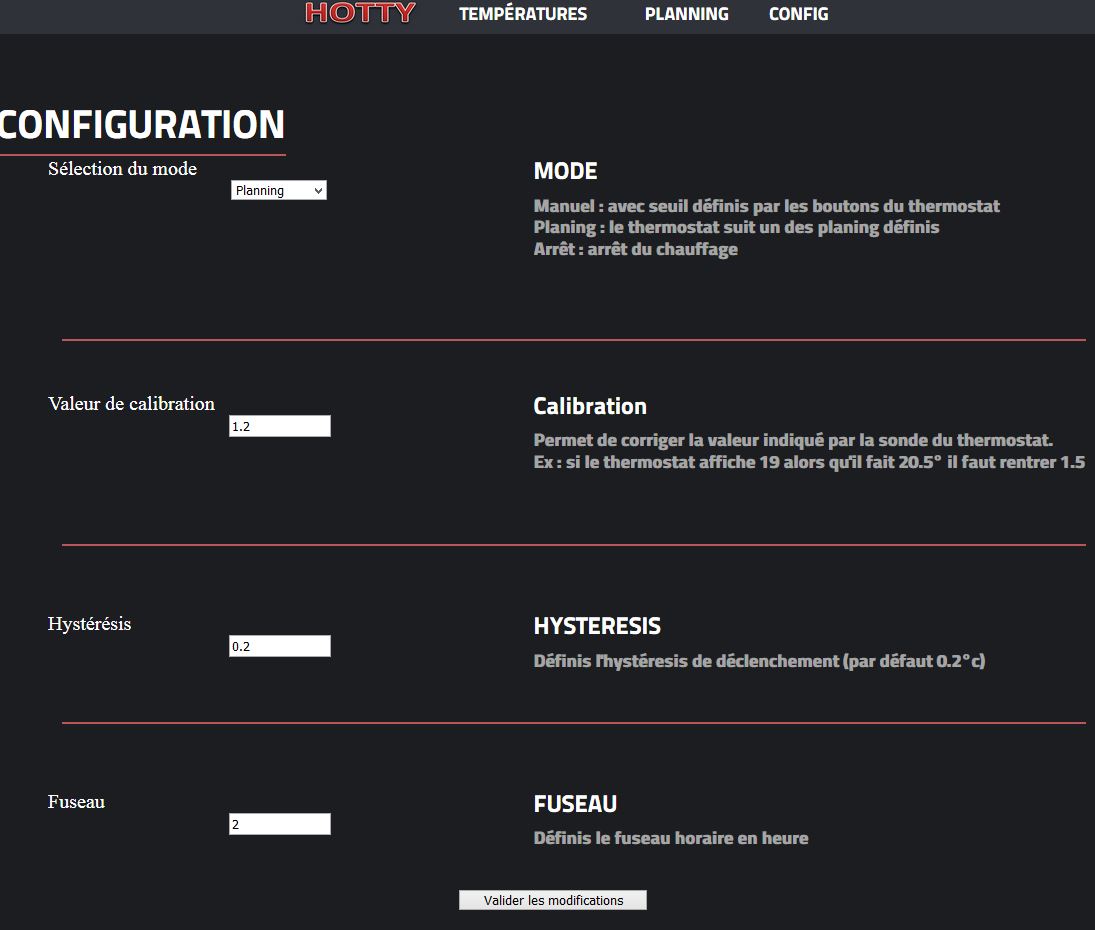 HOTTY TEMPÉRATURES PLANNING CONFIG
CONFIGURATION
Sélection du mode
Planning
MODE
Manuel : avec seuil définis par les boutons du thermostat
Planing : le thermostat suit un des planing définis
Arrêt : arrêt du chauffage
Valeur de calibration
1.2
Calibration
Permet de corriger la valeur indiqué par la sonde du thermostat.
Ex : si le thermostat affiche 19 alors qu'il fait 20.5° il faut rentrer 1.5
Hystérésis
0.2
HYSTERESIS
Définis l'hystéresis de déclenchement (par défaut 0.2°c)
Fuseau
2
FUSEAU
Définis le fuseau horaire en heure
Valider les modifications